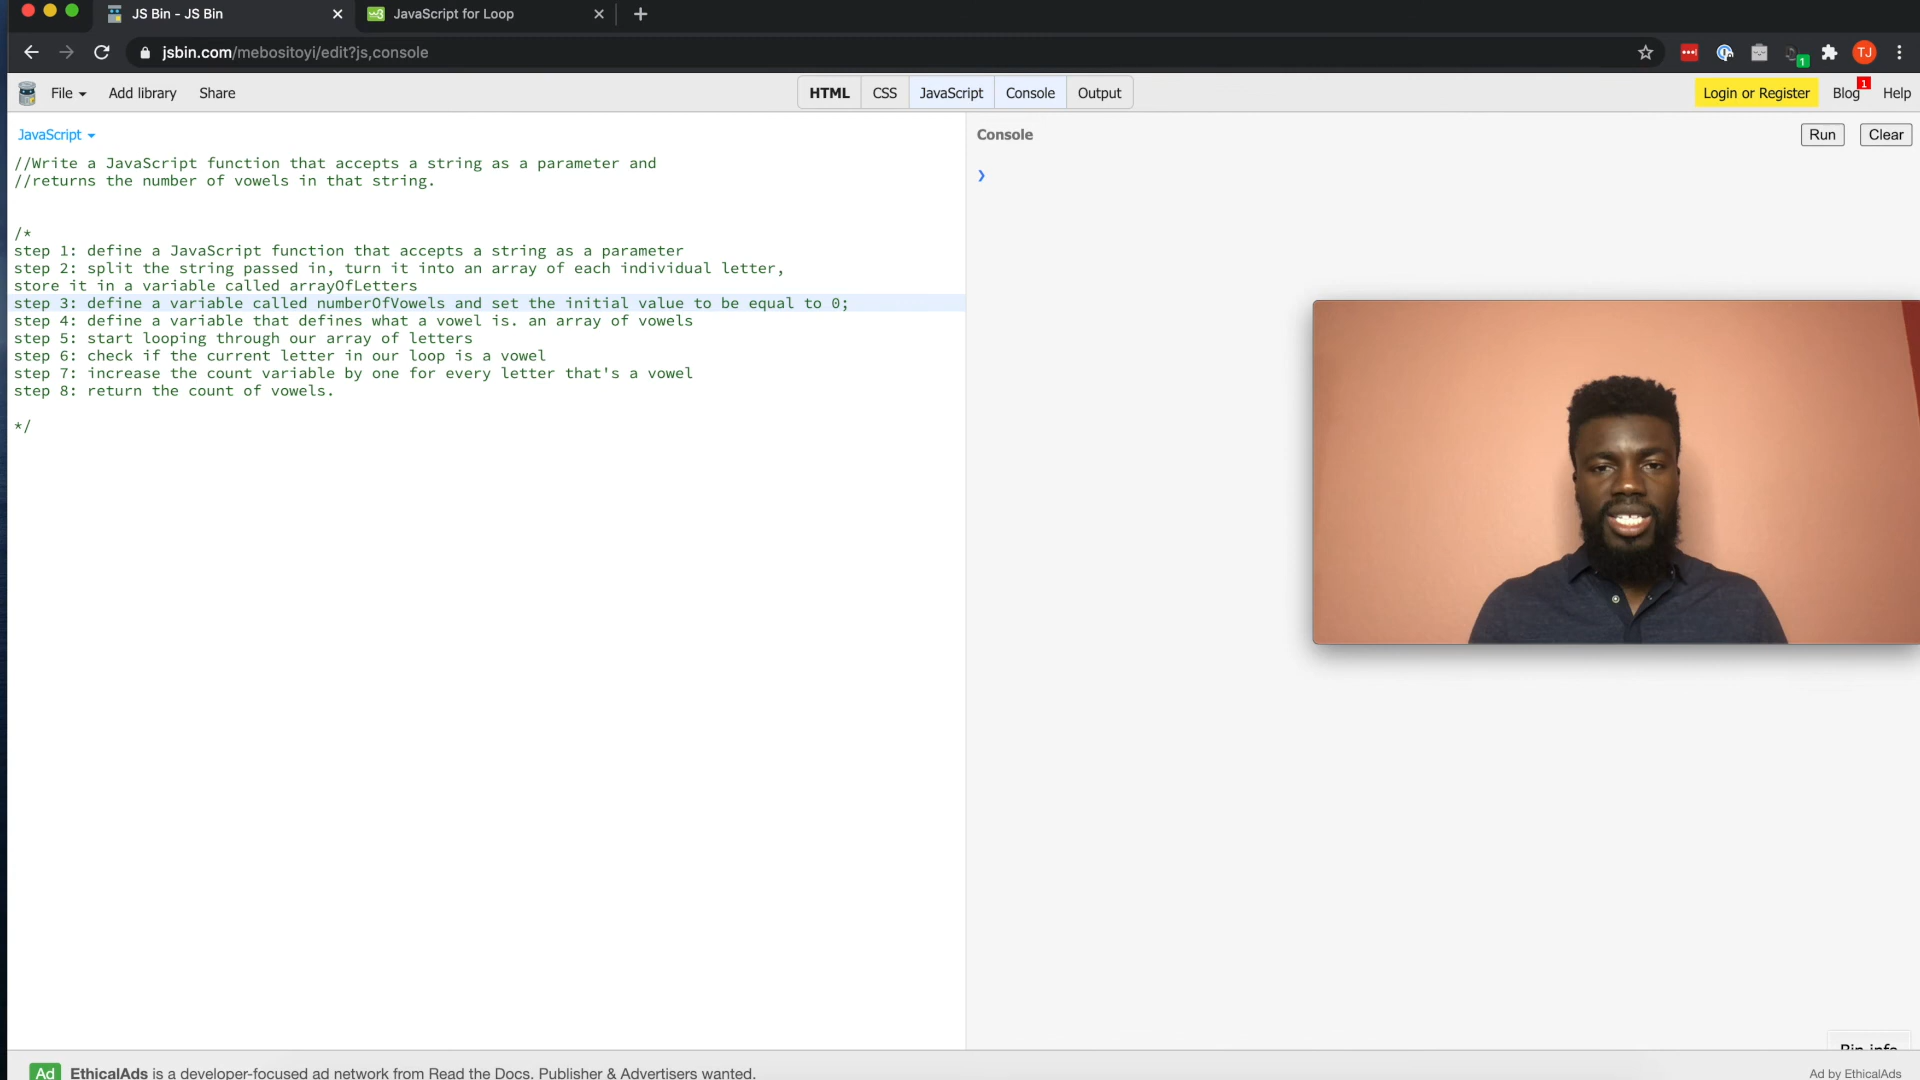 JS Bin - JS Bin
JavaScript for Loop
jsbin.com/mebositoyi/edit?js,console
TJ
1
File
Add library
Share
HTML
CSS
JavaScript
Console
Output
Login or Register
Blog
1
Help
JavaScript
Console
Run
Clear
//Write a JavaScript function that accepts a string as a parameter and
//returns the number of vowels in that string.
/*
step 1: define a JavaScript function that accepts a string as a parameter
step 2: split the string passed in, turn it into an array of each individual letter,
store it in a variable called arrayOfLetters
step 3: define a variable called numberOfVowels and set the initial value to be equal to 0;
step 4: define a variable that defines what a vowel is. an array of vowels
step 5: start looping through our array of letters
step 6: check if the current letter in our loop is a vowel
step 7: increase the count variable by one for every letter that's a vowel
step 8: return the count of vowels.
*/
Bin info
Ad
EthicalAds is a developer-focused ad network from Read the Docs. Publisher & Advertisers wanted.
Ad by EthicalAds